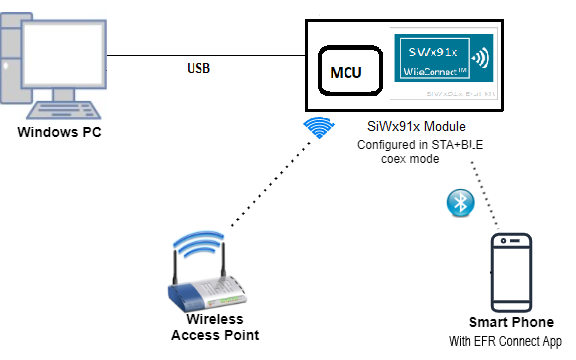 SiWx91x
WiSeConnect™
MCU
USB
Windows PC
SiWx91x Module
Configured in STA+BLE
coex mode
Wireless
Access Point
Smart Phone
With EFR Connect App